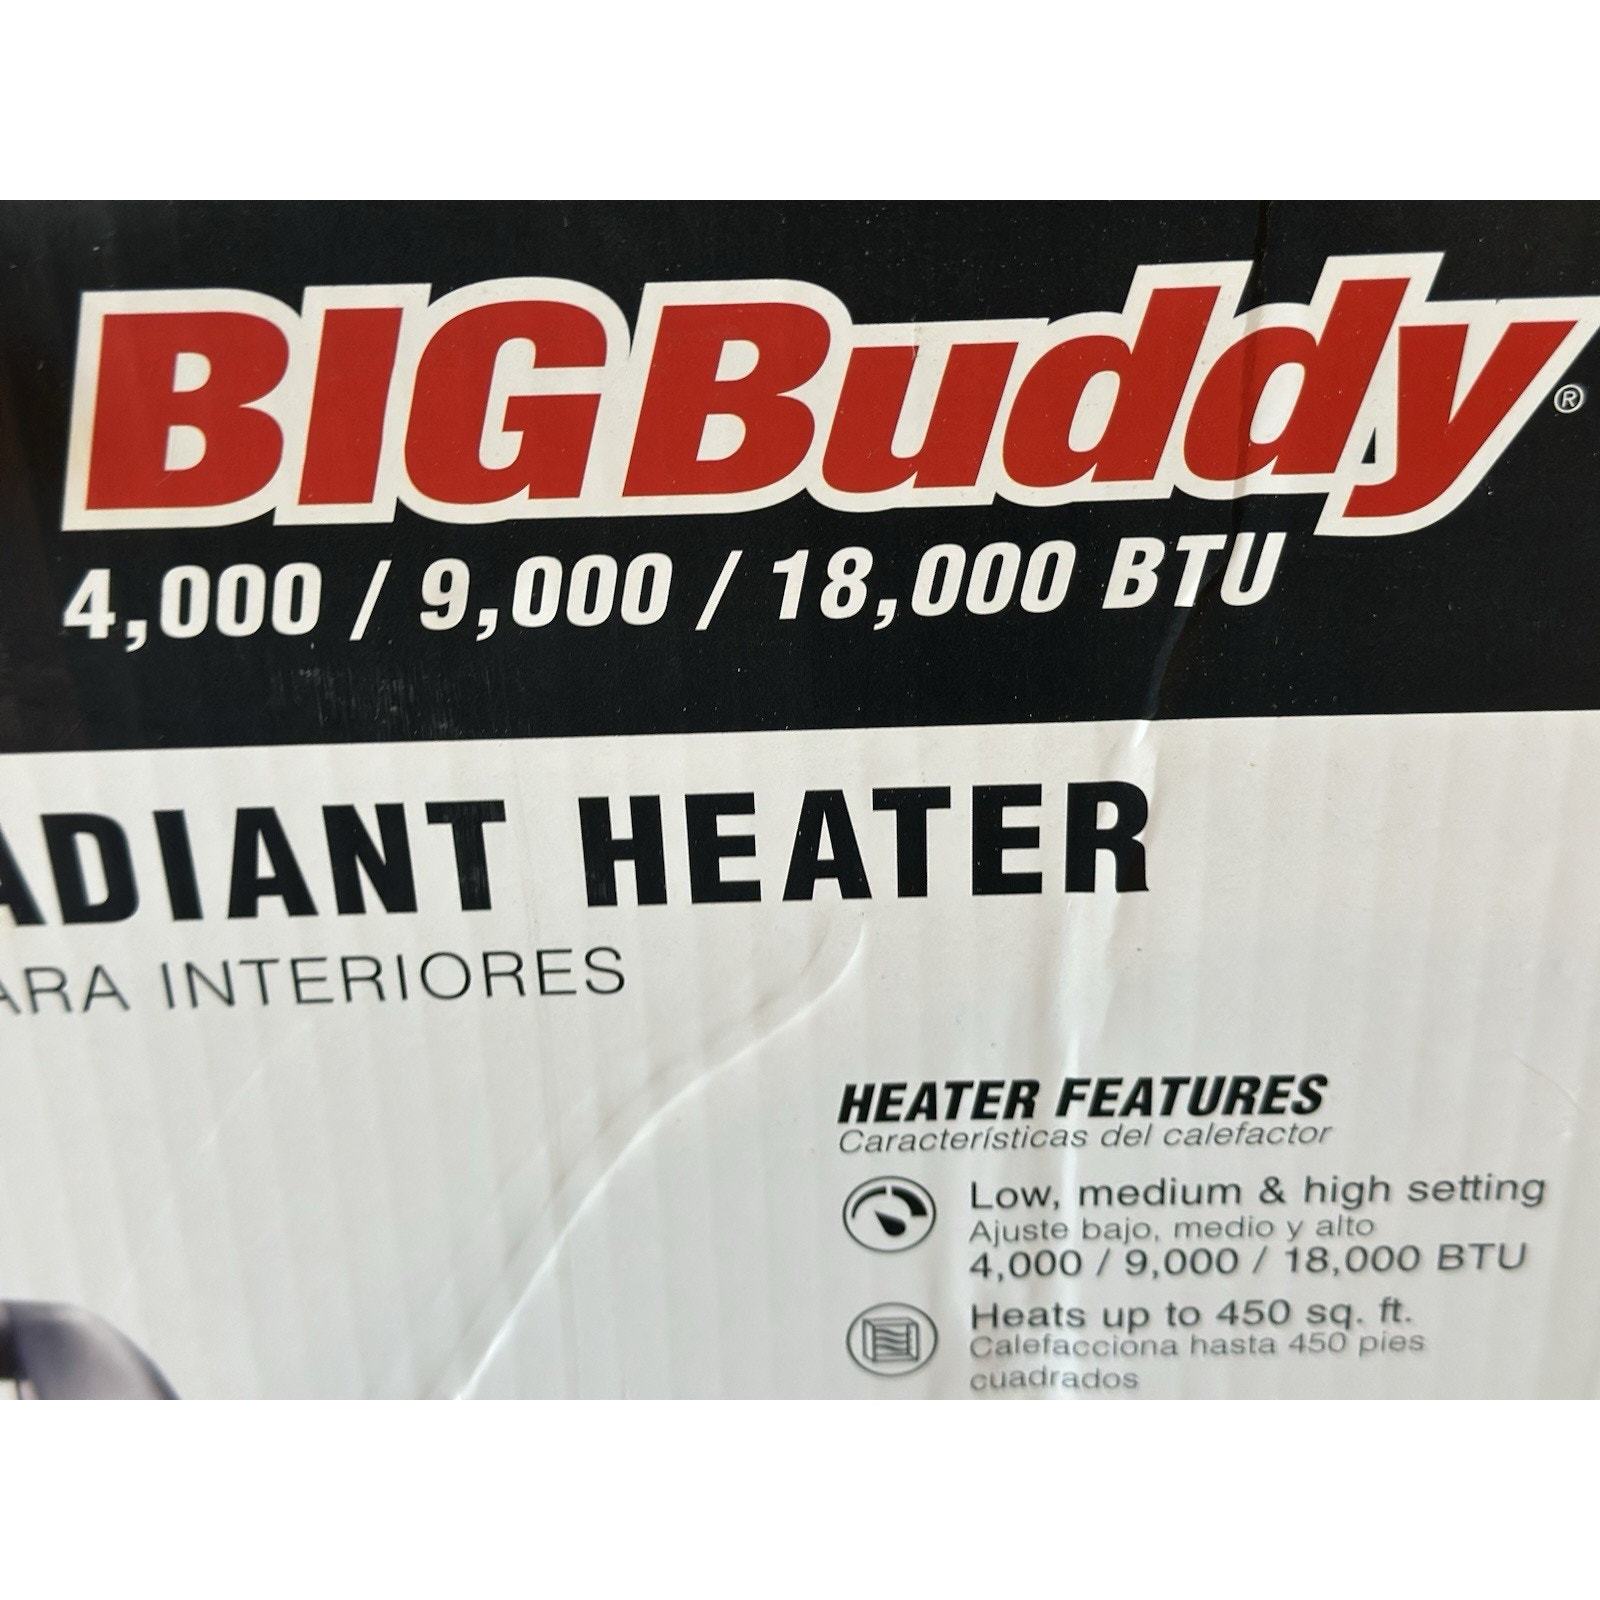 BIGBuddy®
4,000 / 9,000 / 18,000 BTU
ADIANT HEATER
ARA INTERIORES
HEATER FEATURES
Características del calefactor
Low, medium & high setting
Ajuste bajo, medio y alto
4,000 / 9,000 / 18,000 BTU
Heats up to 450 sq. ft.
Calefacciona hasta 450 pies
cuadrados